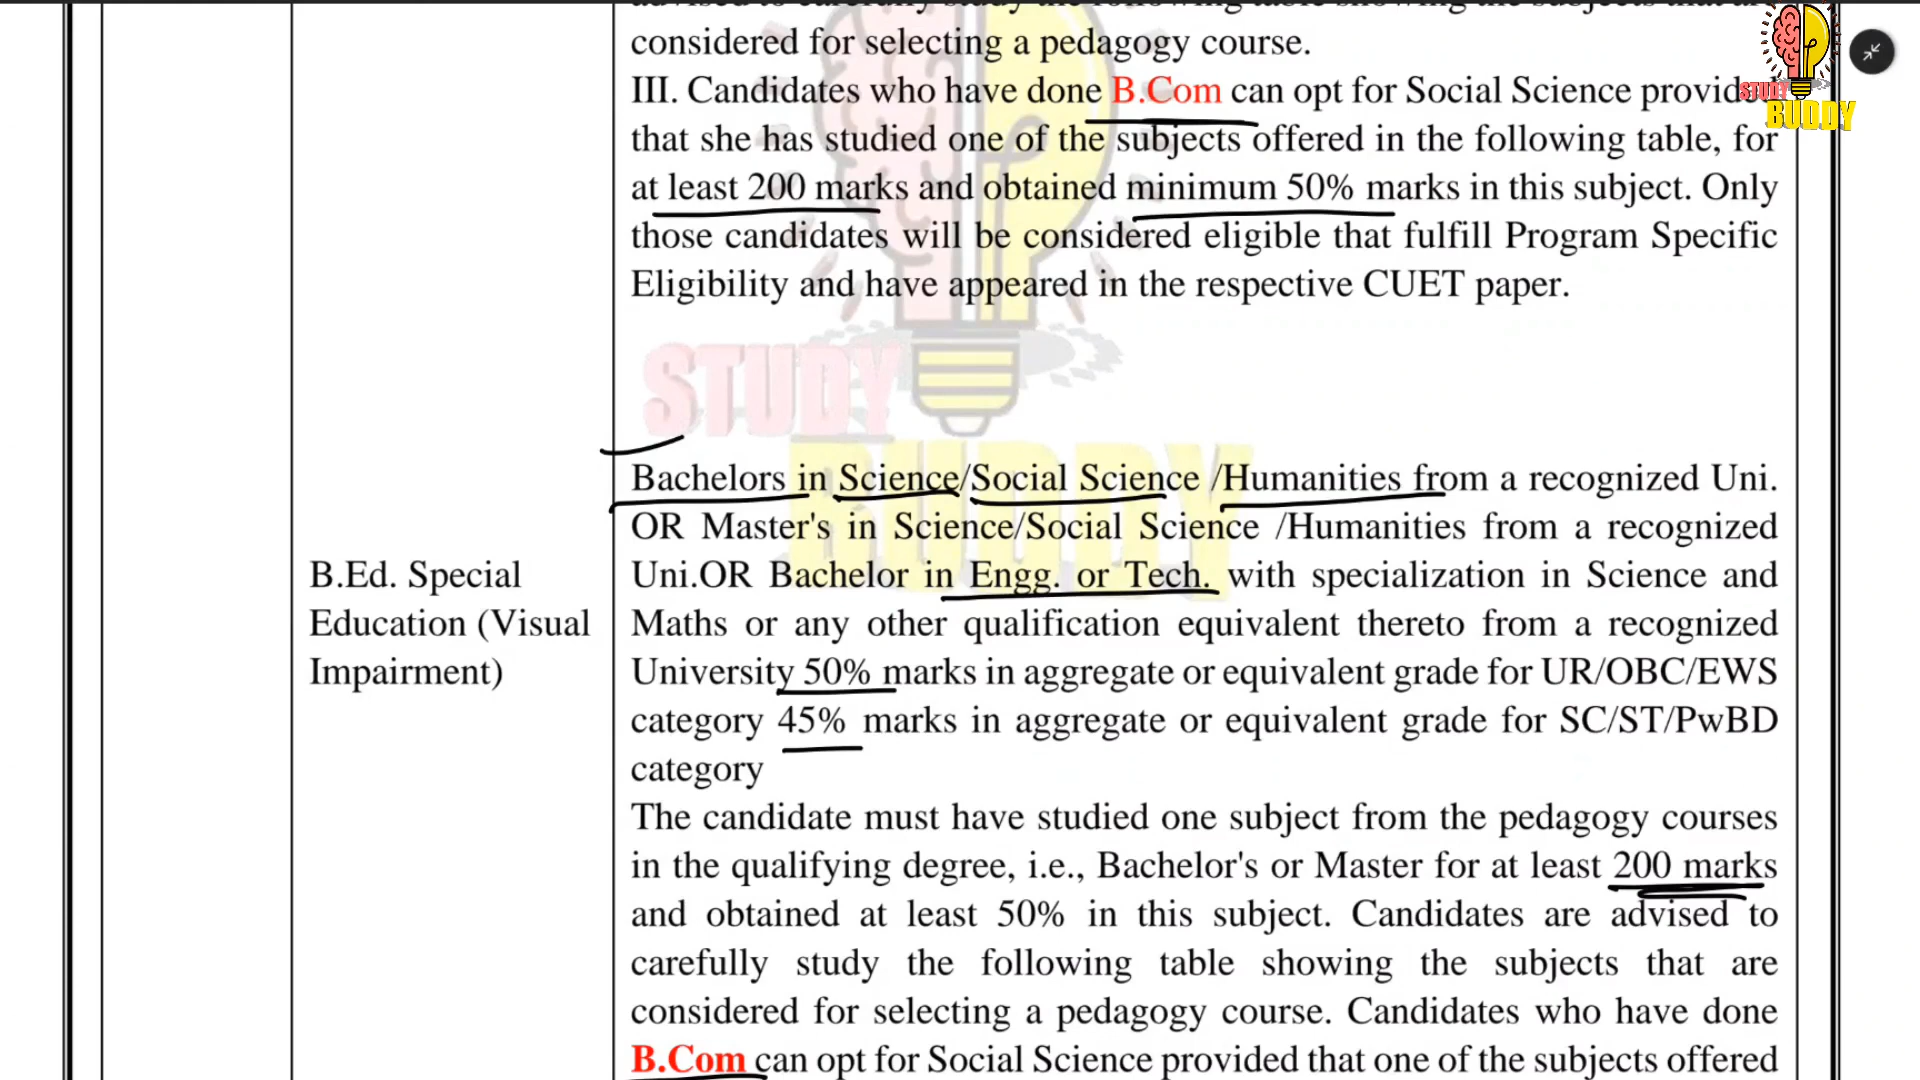 considered for selecting a pedagogy course.
III. Candidates who have done B.Com can opt for Social Science provided
that she has studied one of the subjects offered in the following table, for
at least 200 marks and obtained minimum 50% marks in this subject. Only
those candidates will be considered eligible that fulfill Program Specific
Eligibility and have appeared in the respective CUET paper.
STUDY
BUDDY
STUDY
BUDDY
B.Ed. Special
Education (Visual
Impairment)
Bachelors in Science/Social Science /Humanities from a recognized Uni.
OR Master's in Science/Social Science /Humanities from a recognized
Uni.OR Bachelor in Engg. or Tech. with specialization in Science and
Maths or any other qualification equivalent thereto from a recognized
University 50% marks in aggregate or equivalent grade for UR/OBC/EWS
category 45% marks in aggregate or equivalent grade for SC/ST/PwBD
category
The candidate must have studied one subject from the pedagogy courses
in the qualifying degree, i.e., Bachelor's or Master for at least 200 marks
and obtained at least 50% in this subject. Candidates are advised to
carefully study the following table showing the subjects that are
considered for selecting a pedagogy course. Candidates who have done
B.Com can opt for Social Science provided that one of the subjects offered